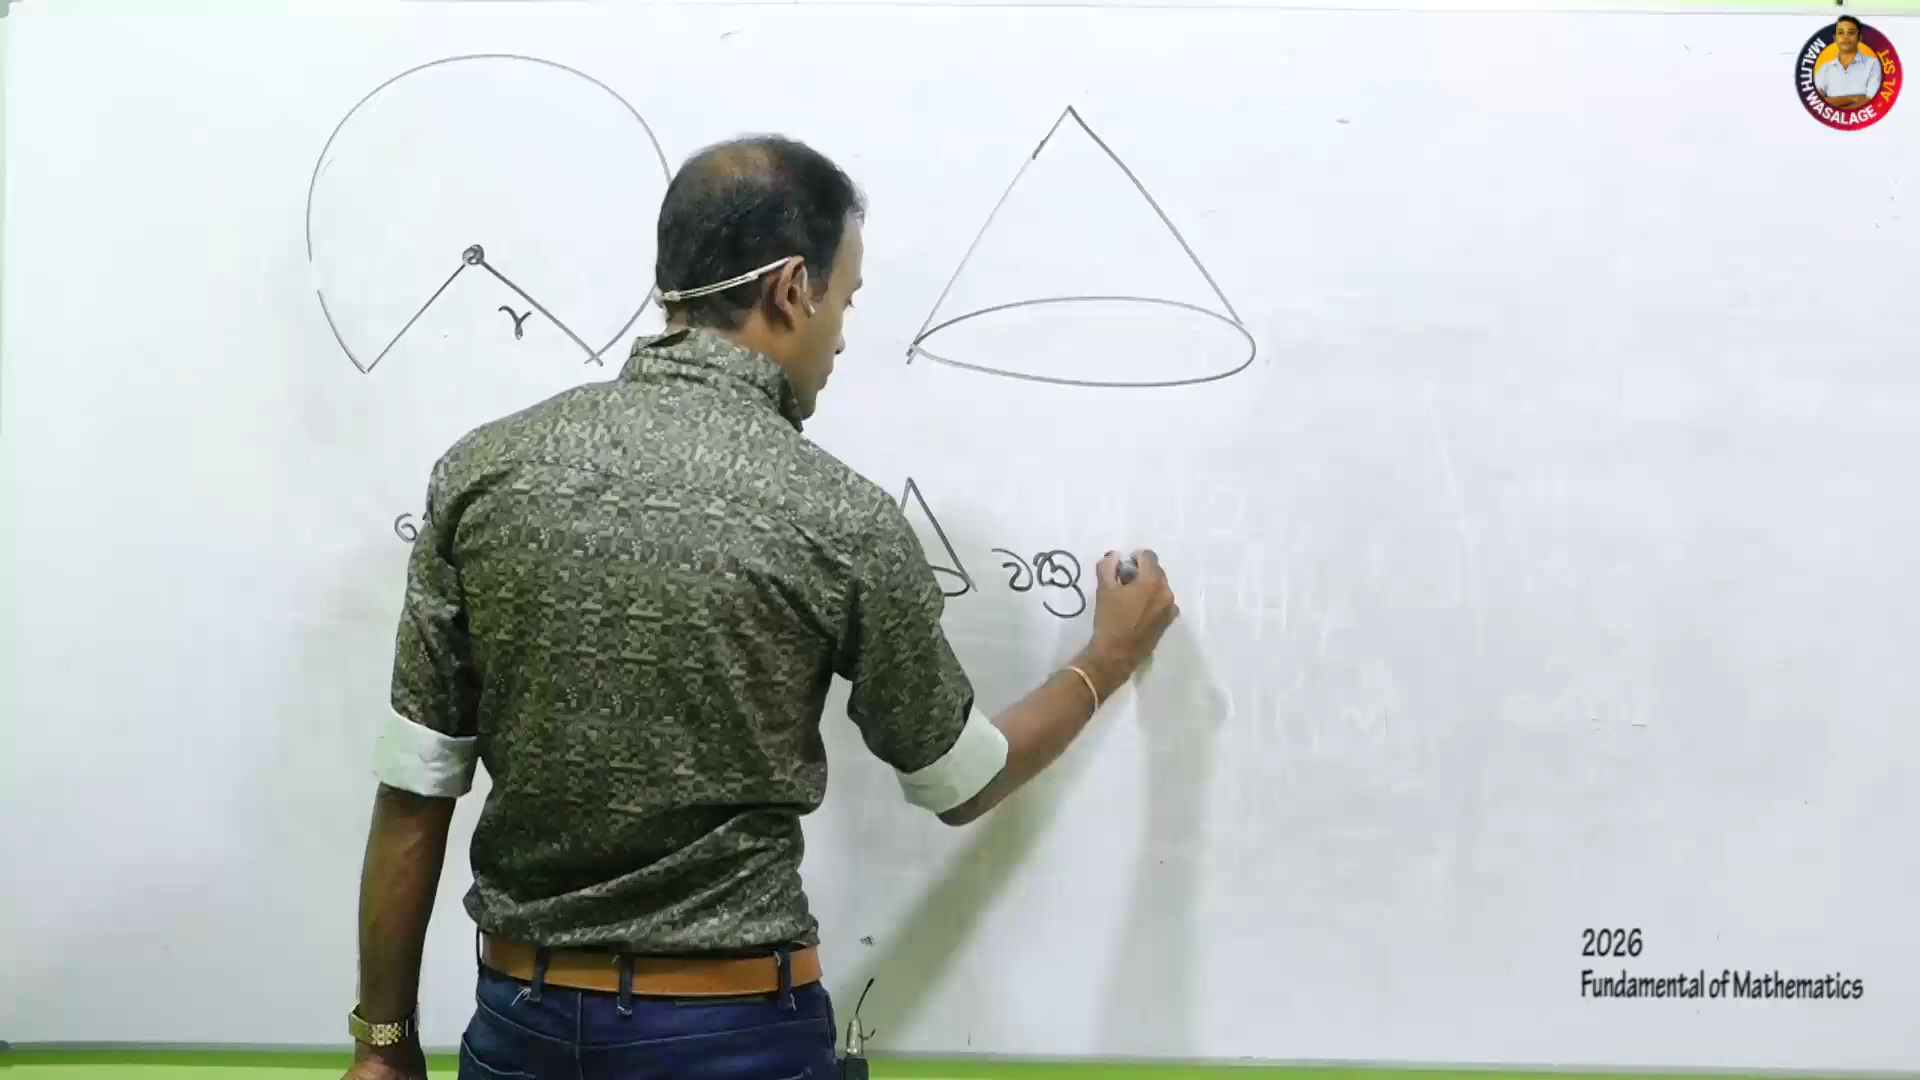 MALITH WASALAGE - A/L SFT
r
වක්‍ර
2026
Fundamental of Mathematics